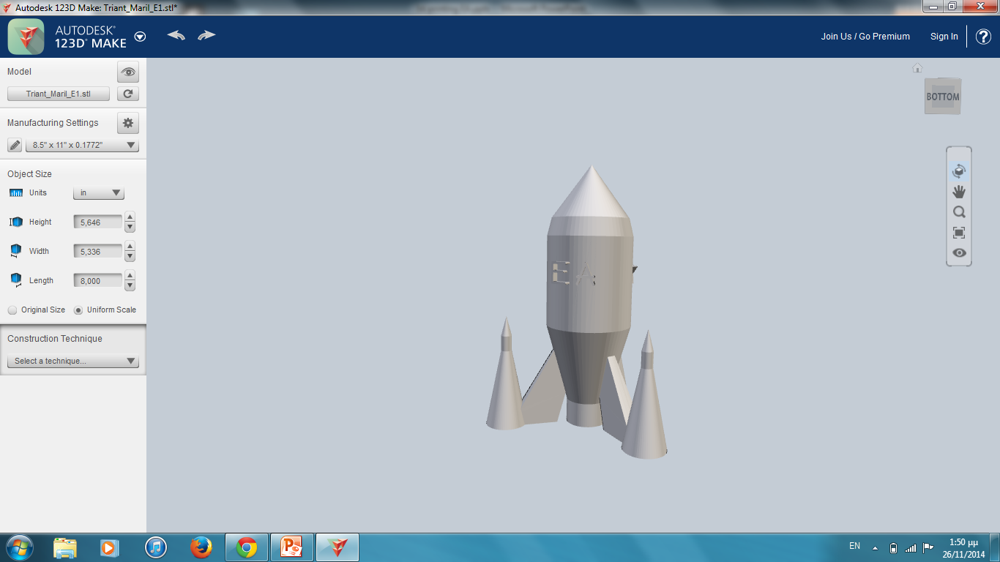 Autodesk 123D Make: Triant_Maril_E1.stl*
AUTODESK®
123D® MAKE
Join Us / Go Premium
Sign In
?
Model
Triant_Maril_E1.stl
Manufacturing Settings
8.5" x 11" x 0.1772"
Object Size
Units
in
Height
5,646
Width
5,336
Length
8,000
Original Size
Uniform Scale
Construction Technique
Select a technique...
BOTTOM
E A
EN
1:50 μμ
26/11/2014